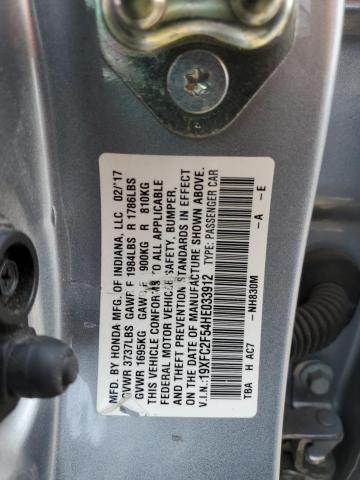 MFD. BY HONDA MFG. OF INDIANA, LLC 02/'17
GVWR 3737LBS GAWR F 1984LBS R 1786LBS
GVWR 1695KG GAWR F 900KG R 810KG
THIS VEHICLE CONFORMS TO ALL APPLICABLE
FEDERAL MOTOR VEHICLE SAFETY, BUMPER,
THEFT PREVENTION STANDARDS IN EFFECT
ON THE DATE OF MANUFACTURE SHOWN ABOVE.
V.I.N.:19XFC2F54HE033912 TYPE: PASSENGER CAR
TBA H AC7 -NH830M -A -E